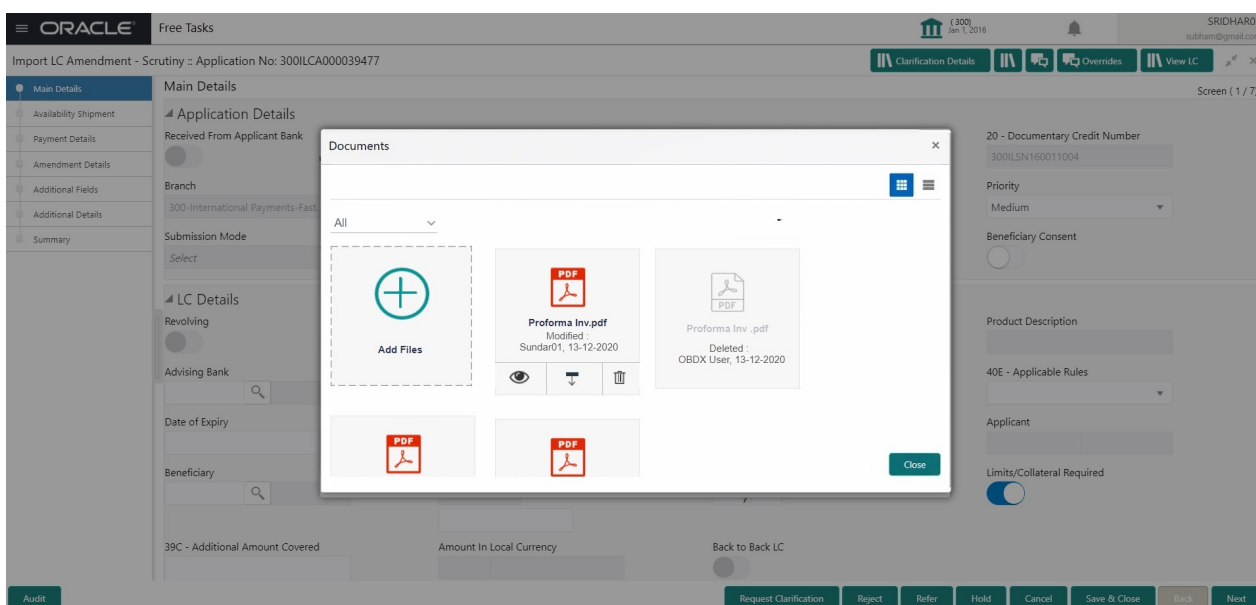 ORACLE
Free Tasks
( 300)
Jan 1, 2016
SRIDHAR0
subham@gmail.co
Import LC Amendment - Scrutiny :: Application No: 300ILCA000039477
Clarification Details
Overrides
View LC
Main Details
Availability Shipment
Payment Details
Amendment Details
Additional Fields
Additional Details
Summary
Main Details
Screen ( 1 / 7)
Application Details
Received From Applicant Bank
20 - Documentary Credit Number
300ILSN160011004
Branch
300-International Payments-Fast.
Priority
Medium
Submission Mode
Select
Beneficiary Consent
LC Details
Revolving
Product Description
Advising Bank
40E - Applicable Rules
Date of Expiry
Applicant
Beneficiary
Limits/Collateral Required
39C - Additional Amount Covered
Amount In Local Currency
Back to Back LC
Documents
All
Add Files
PDF
Proforma Inv.pdf
Modified :
Sundar01, 13-12-2020
PDF
Proforma Inv .pdf
Deleted :
OBDX User, 13-12-2020
PDF
PDF
Close
Audit
Request Clarification
Reject
Refer
Hold
Cancel
Save & Close
Back
Next